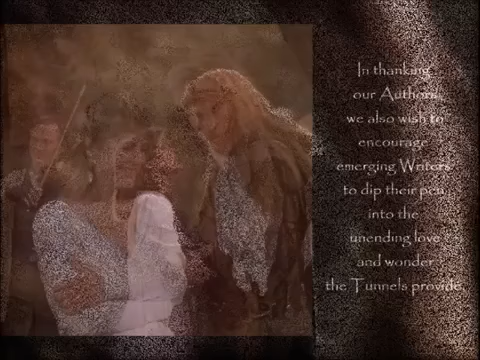 In thanking
our Authors,
we also wish to
encourage
emerging Writers
to dip their pen
into the
unending love
and wonder
the Tunnels provide.